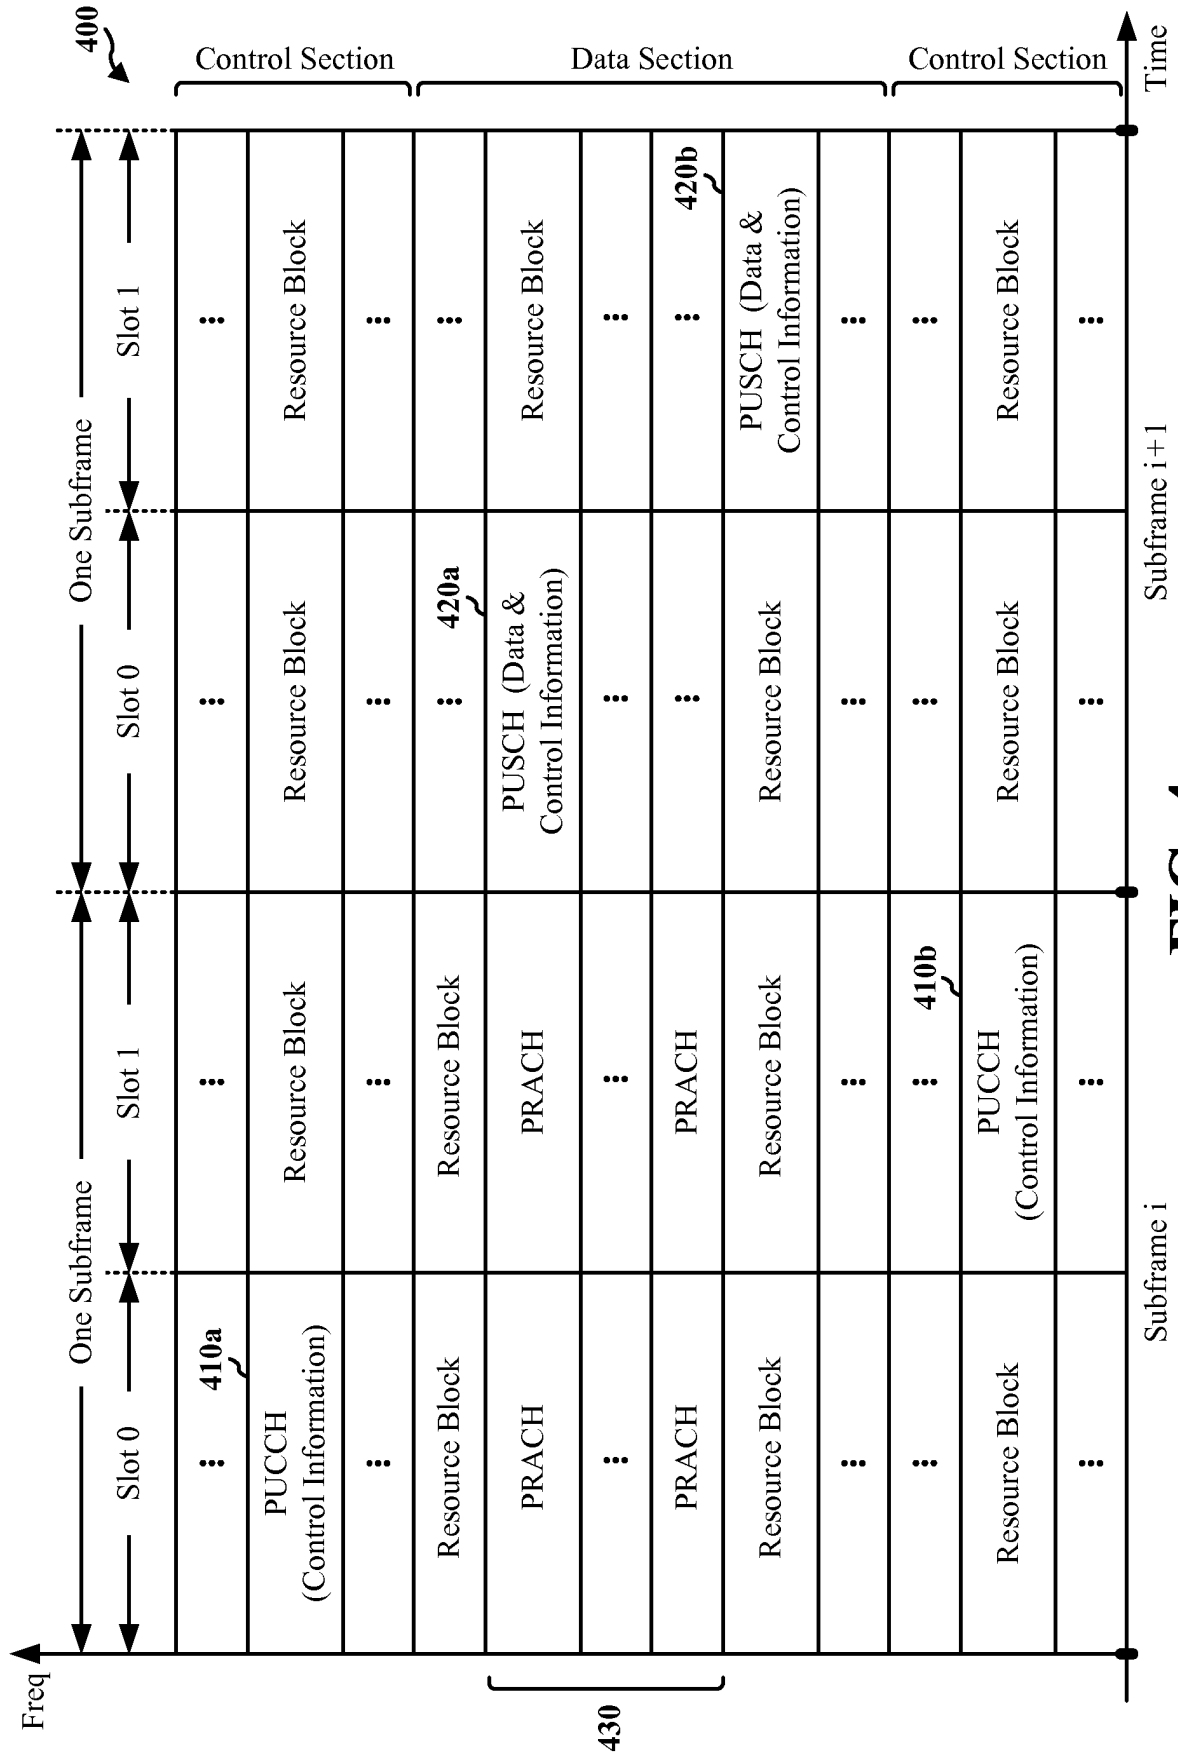 Freq
400
One Subframe
One Subframe
Slot 0
Slot 1
Slot 0
Slot 1
... 410a
...
...
...
Control Section
PUCCH
(Control Information)
Resource Block
Resource Block
Resource Block
...
...
...
...
Resource Block
Resource Block
... 420a
...
430
PRACH
PRACH
PUSCH (Data &
Control Information)
Resource Block
Data Section
...
...
...
...
PRACH
PRACH
...
... 420b
Resource Block
Resource Block
Resource Block
PUSCH (Data &
Control Information)
...
...
...
...
...
... 410b
...
...
Resource Block
PUCCH
(Control Information)
Resource Block
Resource Block
Control Section
...
...
...
...
Subframe i
Subframe i+1
Time
FIG. 4